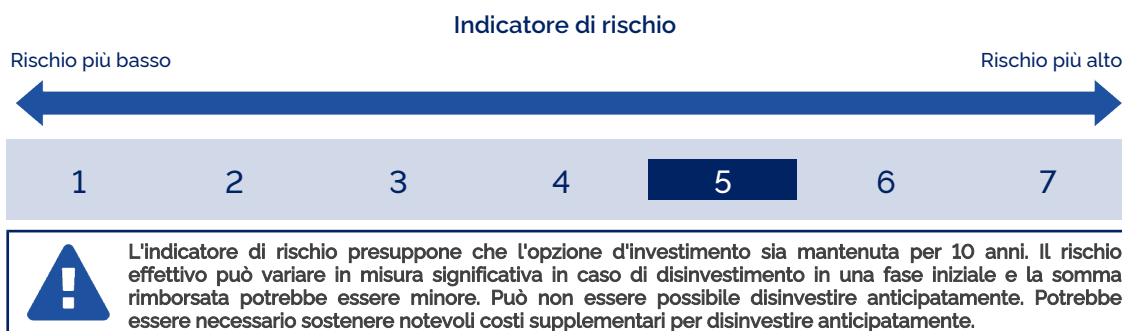 Indicatore di rischio
Rischio più basso
Rischio più alto
1 2 3 4 5 6 7
L'indicatore di rischio presuppone che l'opzione d'investimento sia mantenuta per 10 anni. Il rischio
effettivo può variare in misura significativa in caso di disinvestimento in una fase iniziale e la somma
rimborsata potrebbe essere minore. Può non essere possibile disinvestire anticipatamente. Potrebbe
essere necessario sostenere notevoli costi supplementari per disinvestire anticipatamente.